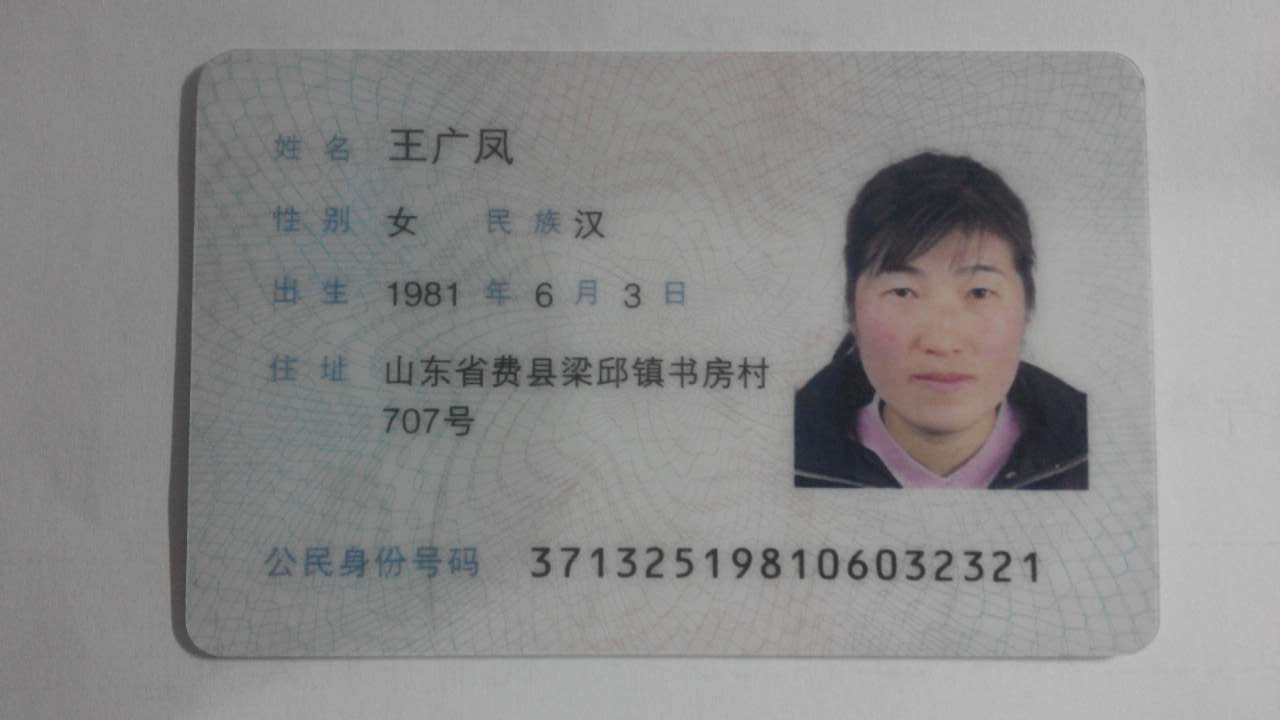 姓名 王广凤
性别 女 民族 汉
出生 1981 年 6 月 3 日
住址 山东省费县梁邱镇书房村
707号
公民身份号码 371325198106032321